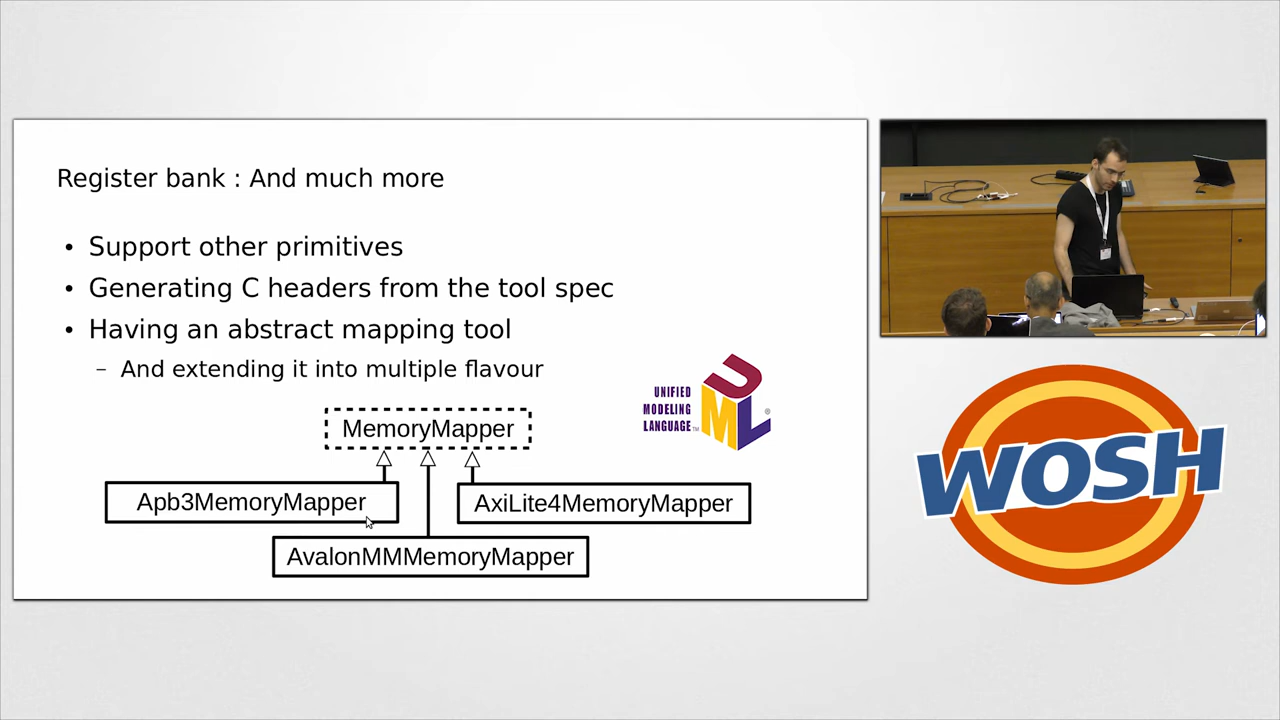 Register bank : And much more
• Support other primitives
• Generating C headers from the tool spec
• Having an abstract mapping tool
– And extending it into multiple flavour
UNIFIED
MODELING
LANGUAGE™
UML®
MemoryMapper
Apb3MemoryMapper
AxiLite4MemoryMapper
AvalonMMMemoryMapper
WOSH